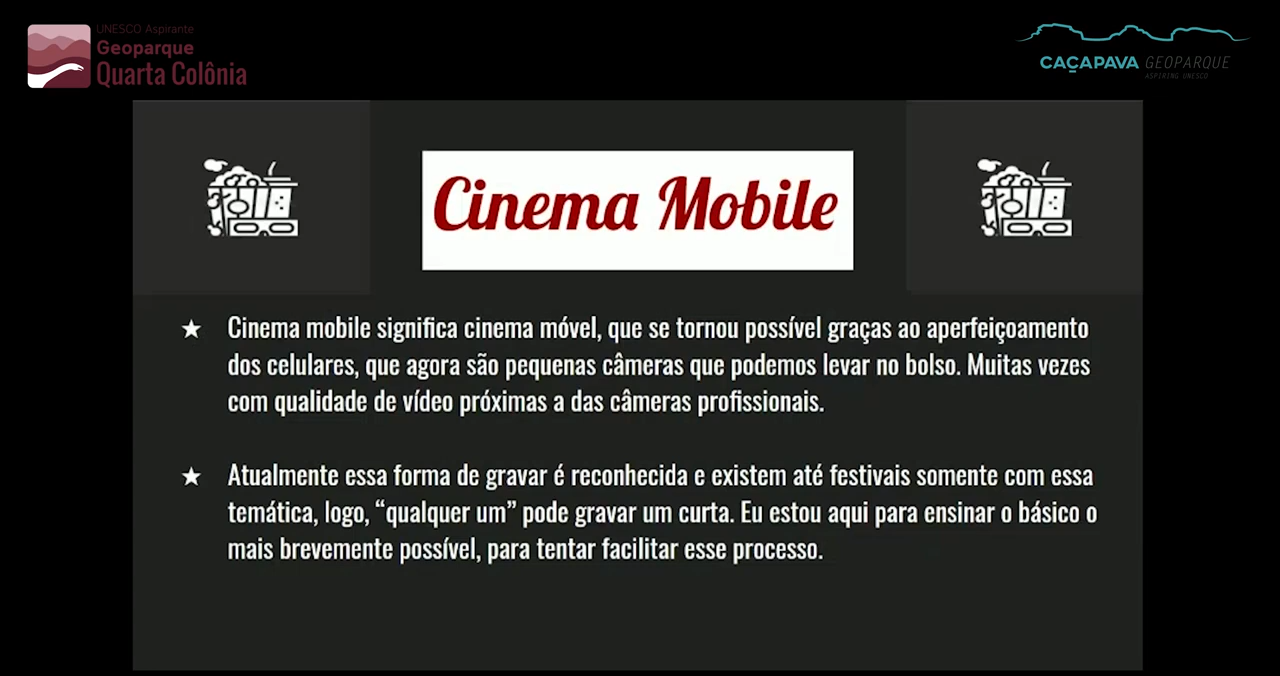 UNESCO Aspirante
Geoparque
Quarta Colônia
CAÇAPAVA GEOPARQUE
ASPIRING UNESCO
Cinema Mobile
★ Cinema mobile significa cinema móvel, que se tornou possível graças ao aperfeiçoamento
dos celulares, que agora são pequenas câmeras que podemos levar no bolso. Muitas vezes
com qualidade de vídeo próximas a das câmeras profissionais.
★ Atualmente essa forma de gravar é reconhecida e existem até festivais somente com essa
temática, logo, “qualquer um” pode gravar um curta. Eu estou aqui para ensinar o básico o
mais brevemente possível, para tentar facilitar esse processo.